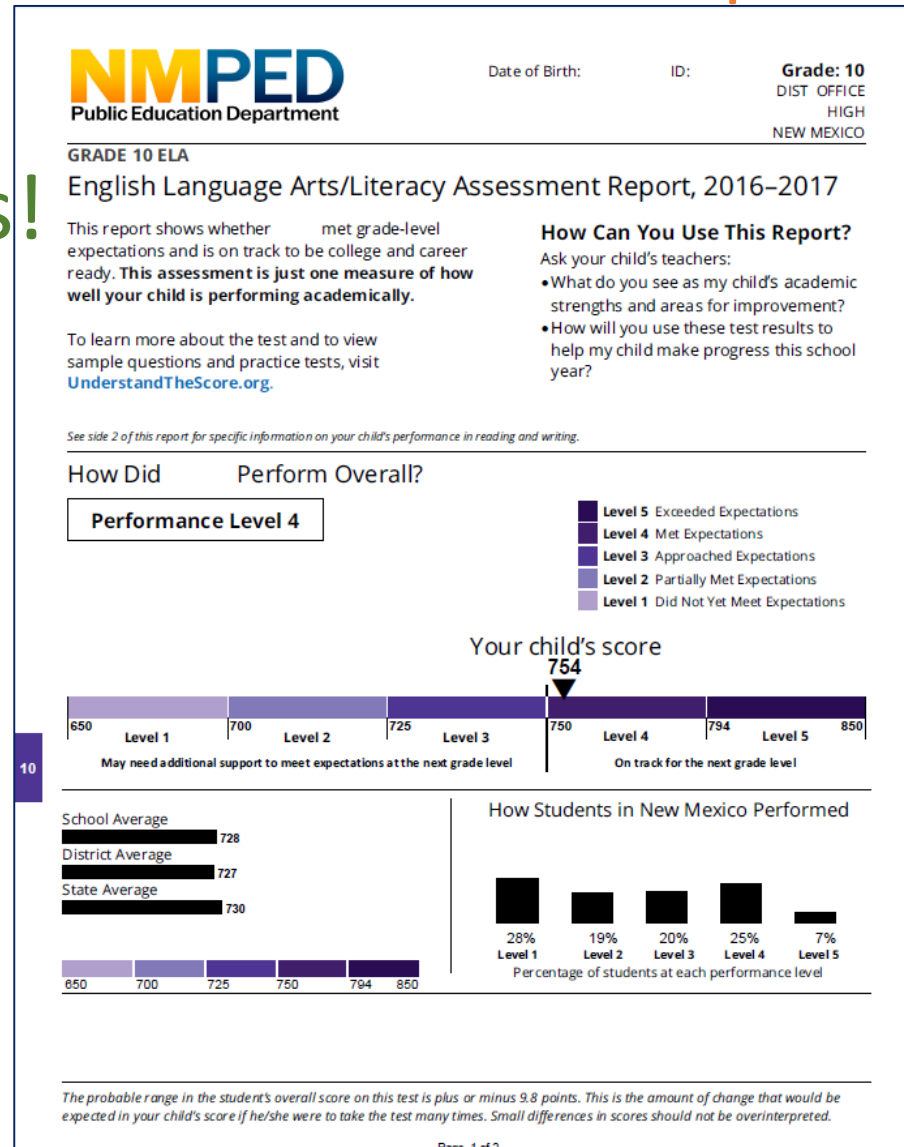 s!
NMPED
Public Education Department
Date of Birth: ID: Grade: 10
DIST OFFICE
HIGH
NEW MEXICO
GRADE 10 ELA
English Language Arts/Literacy Assessment Report, 2016–2017
This report shows whether met grade-level
expectations and is on track to be college and career
ready. This assessment is just one measure of how
well your child is performing academically.
To learn more about the test and to view
sample questions and practice tests, visit
UnderstandTheScore.org.
How Can You Use This Report?
Ask your child's teachers:
•What do you see as my child's academic
strengths and areas for improvement?
•How will you use these test results to
help my child make progress this school
year?
See side 2 of this report for specific information on your child's performance in reading and writing.
How Did Perform Overall?
Performance Level 4
Level 5 Exceeded Expectations
Level 4 Met Expectations
Level 3 Approached Expectations
Level 2 Partially Met Expectations
Level 1 Did Not Yet Meet Expectations
Your child's score
754
650 700 725 750 794 850
Level 1 Level 2 Level 3 Level 4 Level 5
May need additional support to meet expectations at the next grade level On track for the next grade level
10
School Average
728
District Average
727
State Average
730
650 700 725 750 794 850
How Students in New Mexico Performed
28% 19% 20% 25% 7%
Level 1 Level 2 Level 3 Level 4 Level 5
Percentage of students at each performance level
The probable range in the student's overall score on this test is plus or minus 9.8 points. This is the amount of change that would be
expected in your child's score if he/she were to take the test many times. Small differences in scores should not be overinterpreted.
Page 1 of 2